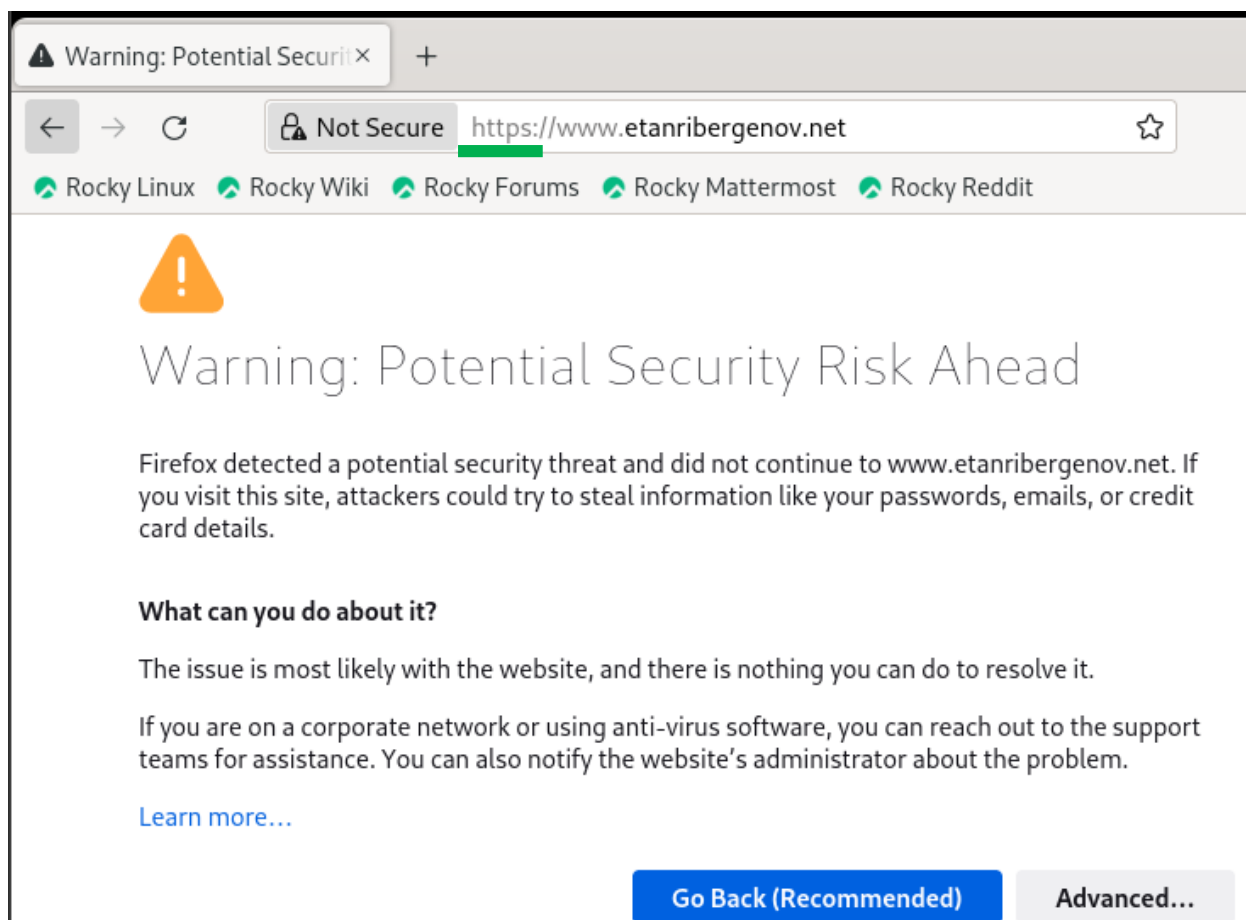 Warning: Potential Securit
Not Secure https://www.etanribergenov.net
Rocky Linux Rocky Wiki Rocky Forums Rocky Mattermost Rocky Reddit
Warning: Potential Security Risk Ahead
Firefox detected a potential security threat and did not continue to www.etanribergenov.net. If
you visit this site, attackers could try to steal information like your passwords, emails, or credit
card details.
What can you do about it?
The issue is most likely with the website, and there is nothing you can do to resolve it.
If you are on a corporate network or using anti-virus software, you can reach out to the support
teams for assistance. You can also notify the website’s administrator about the problem.
Learn more…
Go Back (Recommended) Advanced...